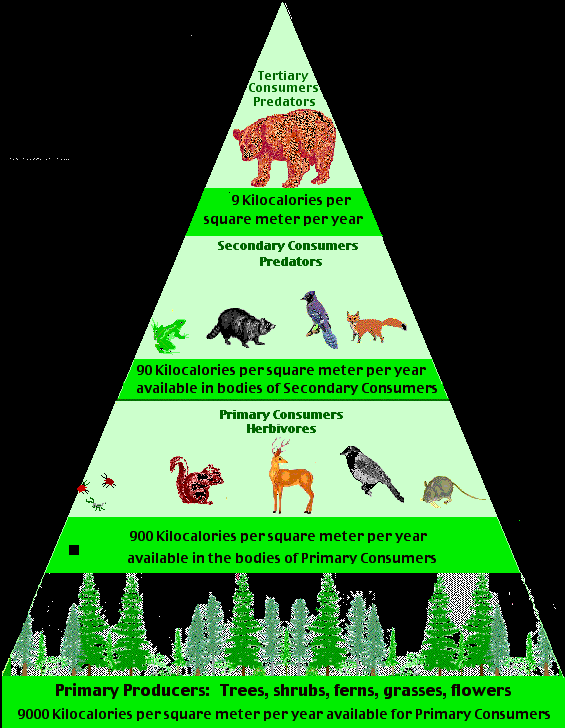 Tertiary
Consumers
Predators
9 Kilocalories per
square meter per year
Secondary Consumers
Predators
90 Kilocalories per square meter per year
available in bodies of Secondary Consumers
Primary Consumers
Herbivores
900 Kilocalories per square meter per year
available in the bodies of Primary Consumers
Primary Producers: Trees, shrubs, ferns, grasses, flowers
9000 Kilocalories per square meter per year available for Primary Consumers